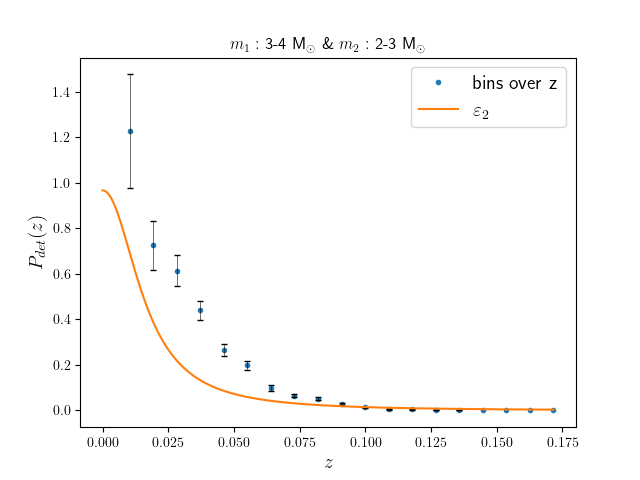 m₁ : 3-4 M☉ & m₂ : 2-3 M☉
bins over z
ε₂
P_det(z)
1.4
1.2
1.0
0.8
0.6
0.4
0.2
0.0
0.000 0.025 0.050 0.075 0.100 0.125 0.150 0.175
z